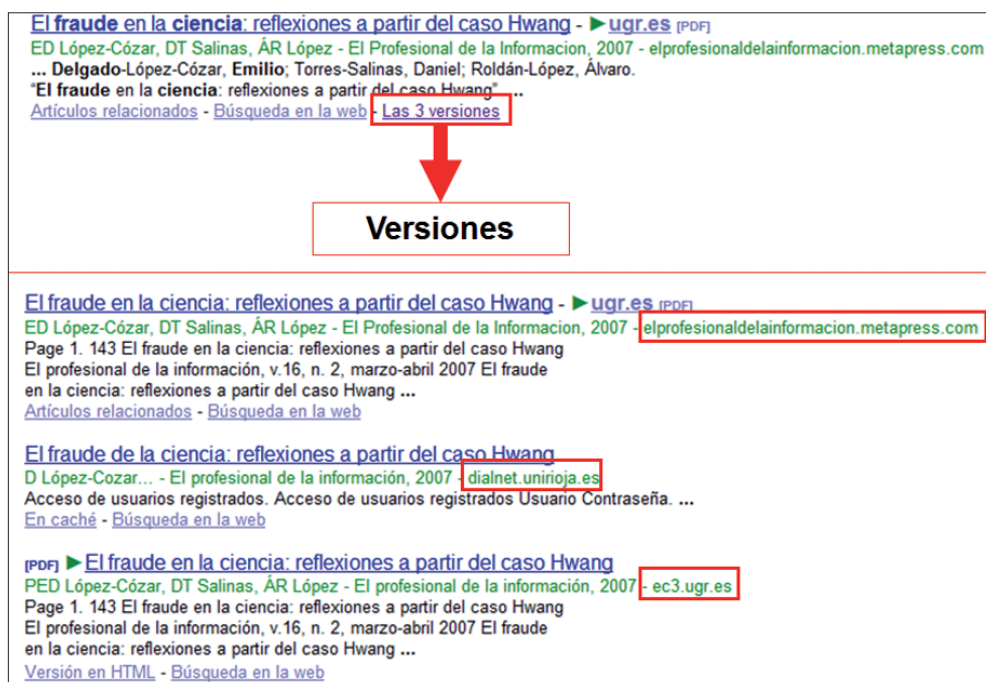 El fraude en la ciencia: reflexiones a partir del caso Hwang - ►ugr.es [PDF]
ED López-Cózar, DT Salinas, ÁR López - El Profesional de la Informacion, 2007 - elprofesionaldelainformacion.metapress.com
... Delgado-López-Cózar, Emilio; Torres-Salinas, Daniel; Roldán-López, Álvaro.
“El fraude en la ciencia: reflexiones a partir del caso Hwang”. ...
Artículos relacionados - Búsqueda en la web - Las 3 versiones
Versiones
El fraude en la ciencia: reflexiones a partir del caso Hwang - ►ugr.es [PDF]
ED López-Cózar, DT Salinas, ÁR López - El Profesional de la Informacion, 2007 - elprofesionaldelainformacion.metapress.com
Page 1. 143 El fraude en la ciencia: reflexiones a partir del caso Hwang
El profesional de la información, v.16, n. 2, marzo-abril 2007 El fraude
en la ciencia: reflexiones a partir del caso Hwang ...
Artículos relacionados - Búsqueda en la web
El fraude de la ciencia: reflexiones a partir del caso Hwang
D López-Cozar... - El profesional de la información, 2007 - dialnet.unirioja.es
Acceso de usuarios registrados. Acceso de usuarios registrados Usuario Contraseña. ...
En caché - Búsqueda en la web
[PDF] ►El fraude en la ciencia: reflexiones a partir del caso Hwang
PED López-Cózar, DT Salinas, ÁR López - El profesional de la información, 2007 - ec3.ugr.es
Page 1. 143 El fraude en la ciencia: reflexiones a partir del caso Hwang
El profesional de la información, v.16, n. 2, marzo-abril 2007 El fraude
en la ciencia: reflexiones a partir del caso Hwang ...
Versión en HTML - Búsqueda en la web